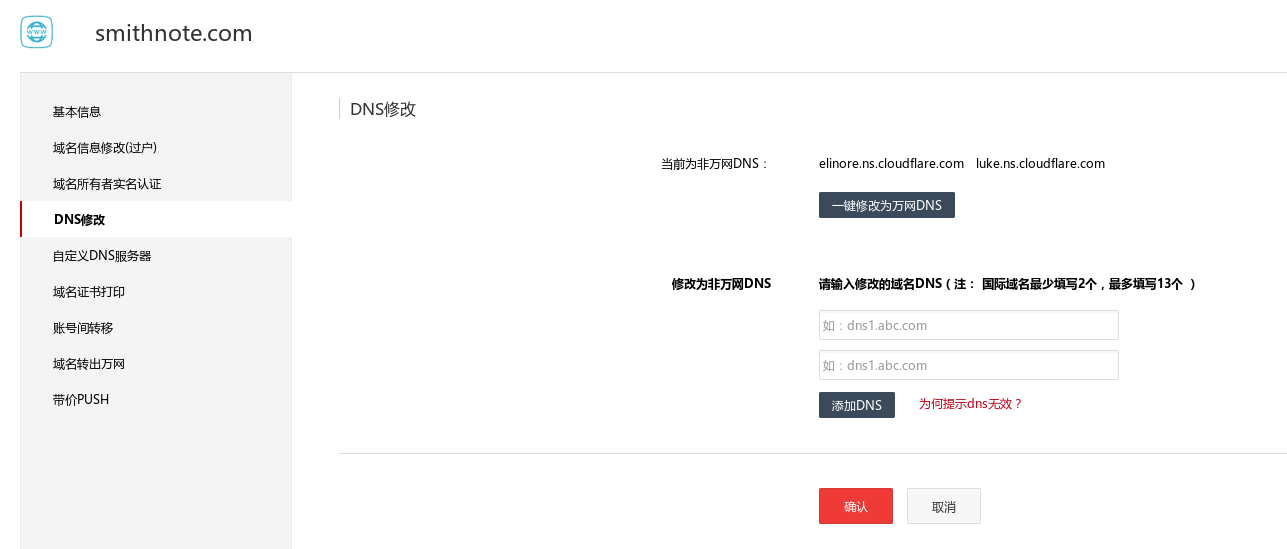 www
smithnote.com
基本信息
域名信息修改(过户)
域名所有者实名认证
DNS修改
自定义DNS服务器
域名证书打印
账号间转移
域名转出万网
带价PUSH
DNS修改
当前为非万网DNS： elinore.ns.cloudflare.com luke.ns.cloudflare.com
一键修改为万网DNS
修改为非万网DNS 请输入修改的域名DNS（注： 国际域名最少填写2个，最多填写13个 ）
如：dns1.abc.com
如：dns1.abc.com
添加DNS 为何提示dns无效？
确认 取消